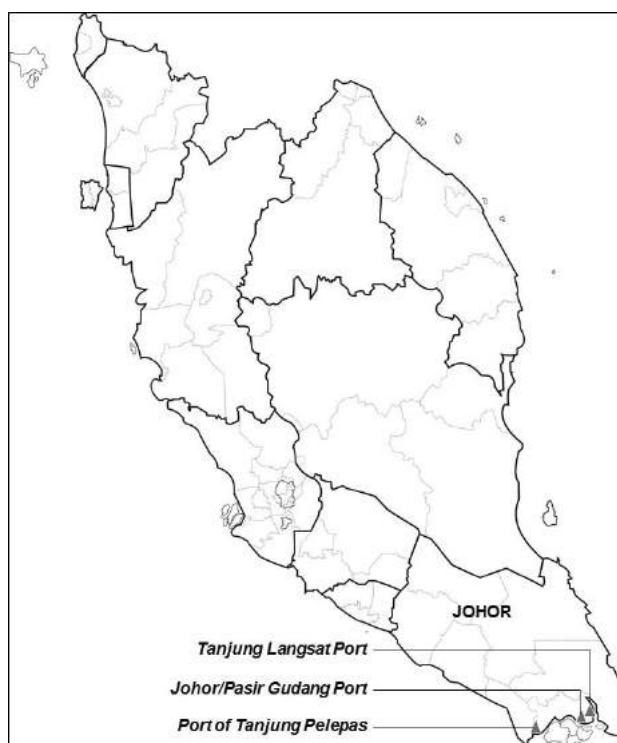 JOHOR
Tanjung Langsat Port
Johor/Pasir Gudang Port
Port of Tanjung Pelepas